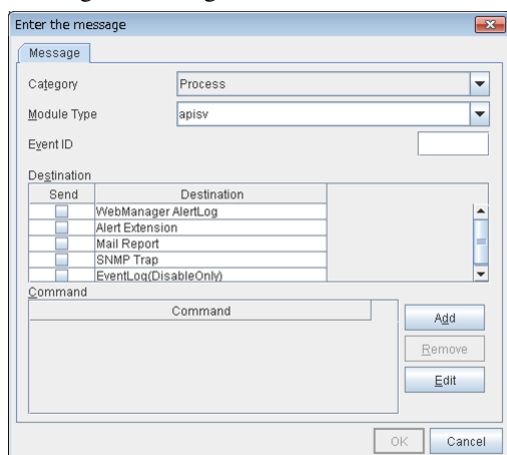 Enter the message
Message
Category Process
Module Type apisv
Event ID
Destination
Send Destination
WebManager AlertLog
Alert Extension
Mail Report
SNMP Trap
EventLog(DisableOnly)
Command
Command
Add
Remove
Edit
OK Cancel